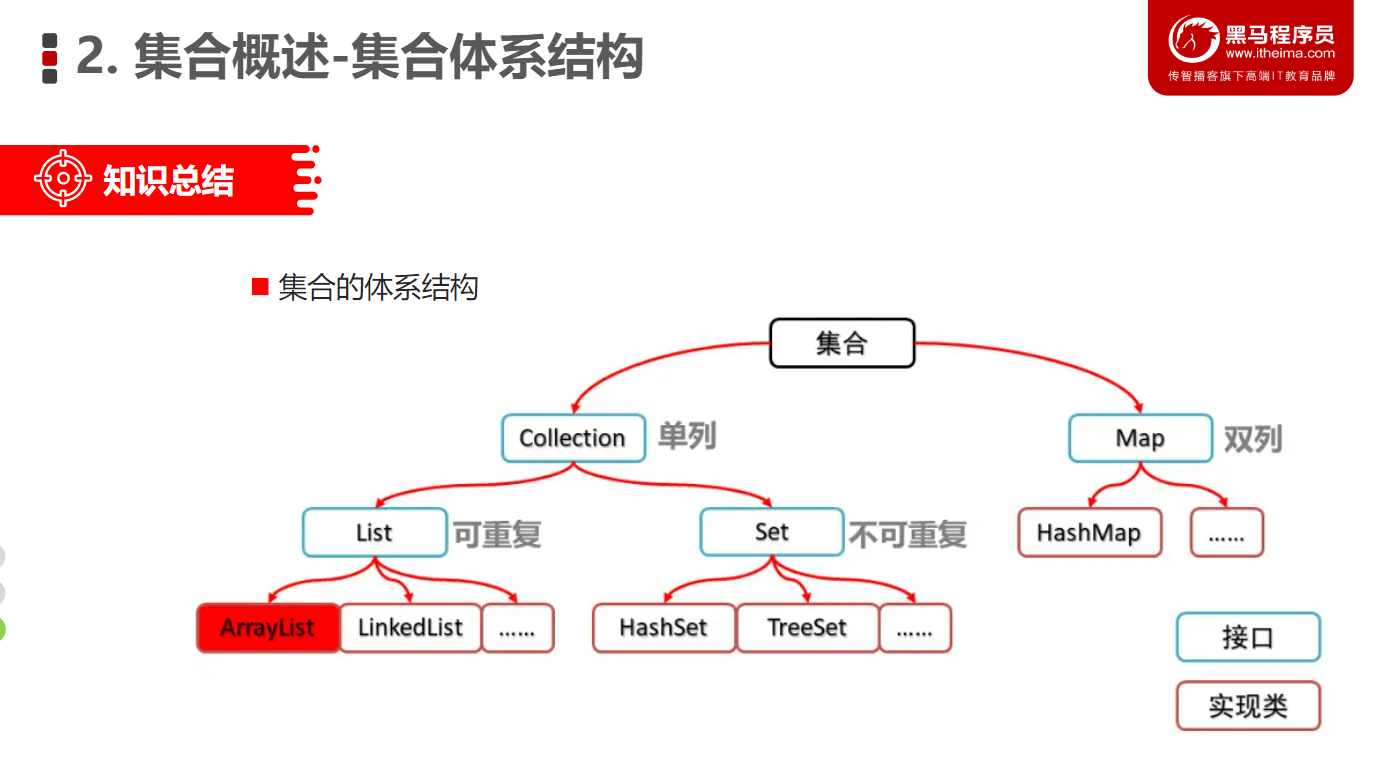 2. 集合概述-集合体系结构
黑马程序员
www.itheima.com
传智播客旗下高端IT教育品牌
知识总结
集合的体系结构
集合
Collection 单列
Map 双列
List 可重复
Set 不可重复
HashMap
......
ArrayList
LinkedList
......
HashSet
TreeSet
......
接口
实现类